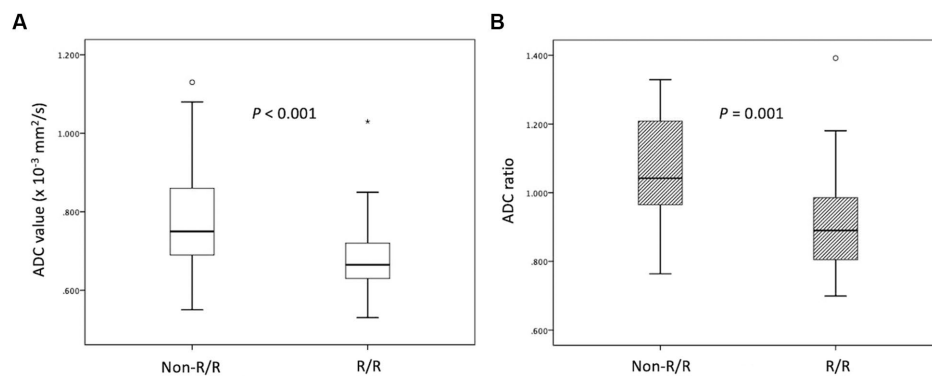 A
ADC value (x 10⁻³ mm²/s)
1.200
1.000
.800
.600
P < 0.001
*
Non-R/R
R/R
B
ADC ratio
1.400
1.200
1.000
.800
.600
P = 0.001
Non-R/R
R/R